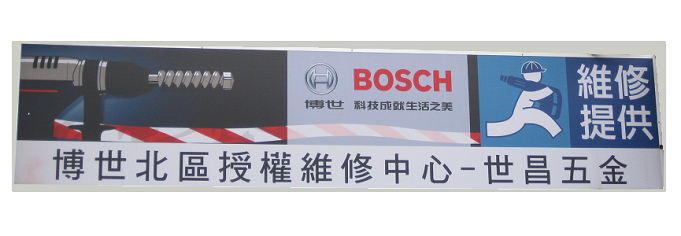 BOSCH
博世 科技成就生活之美
維修
提供
博世北區授權維修中心-世昌五金